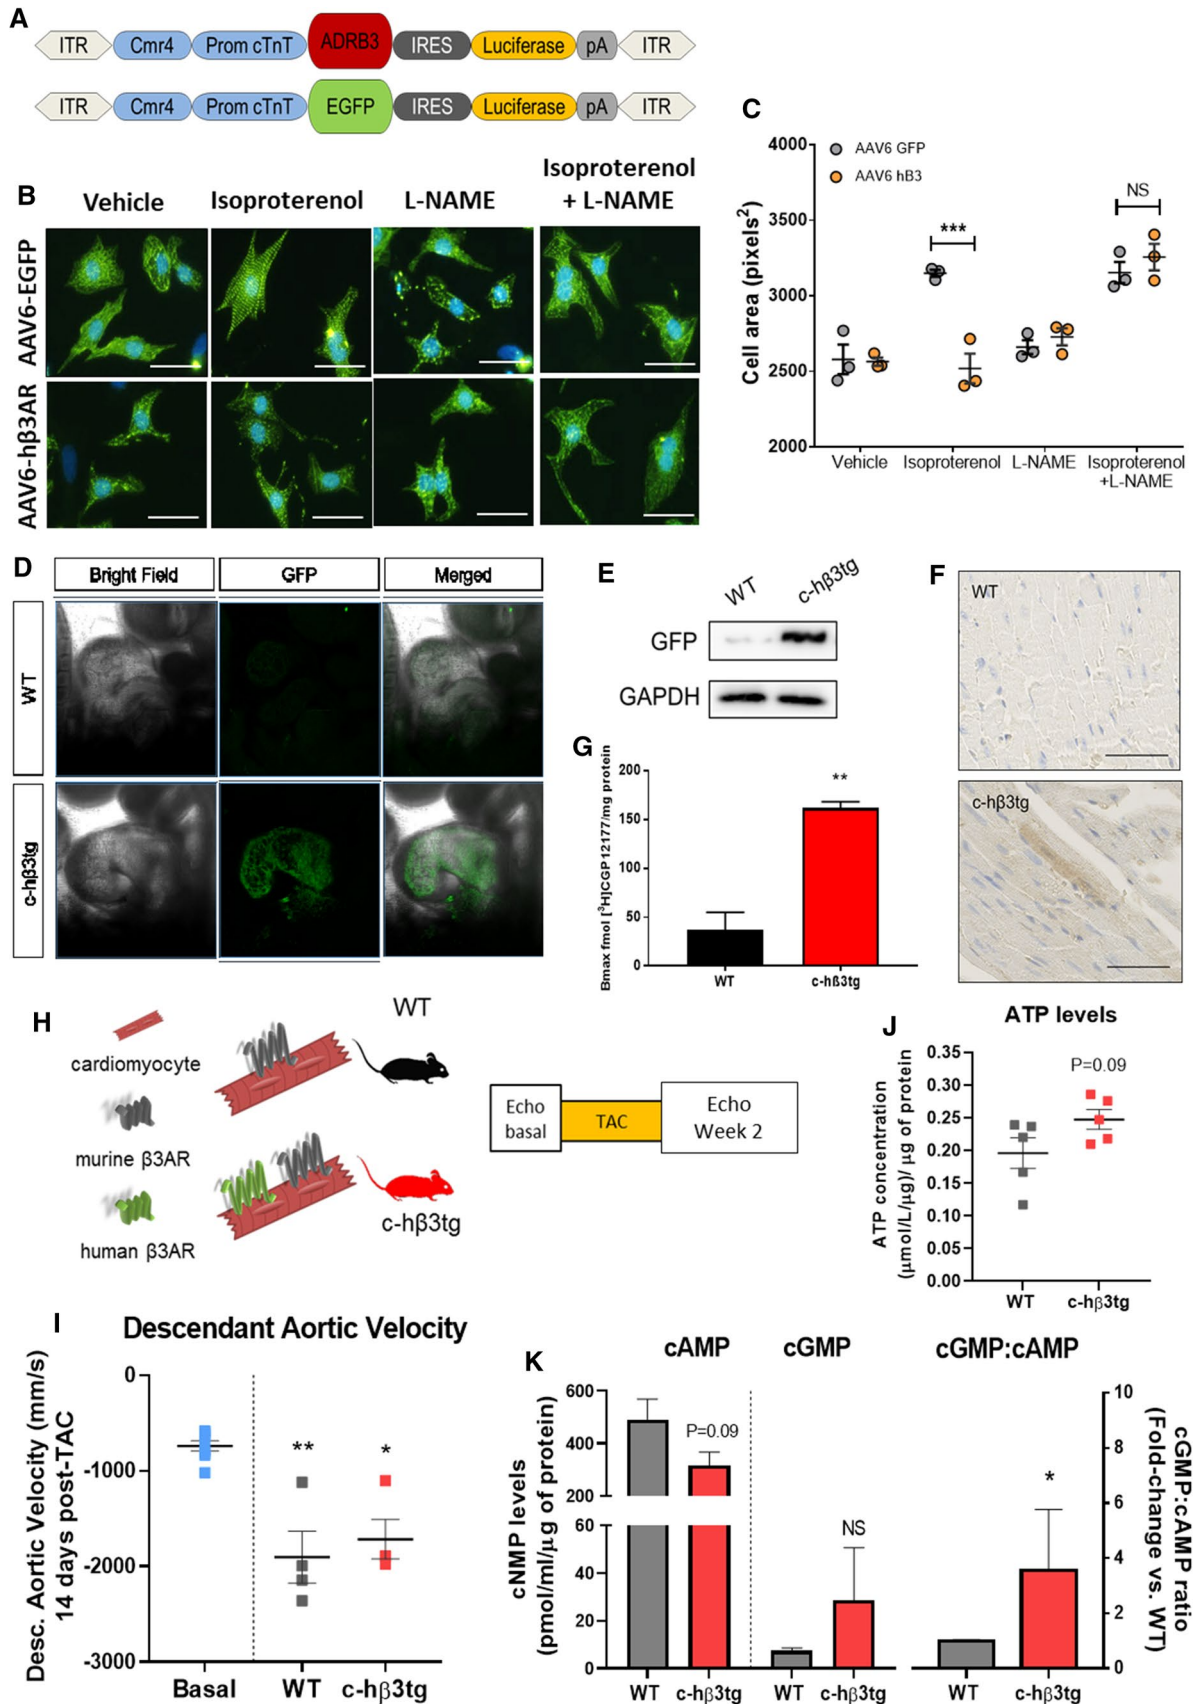 A
ITR Cmr4 Prom cTnT ADRB3 IRES Luciferase pA ITR
ITR Cmr4 Prom cTnT EGFP IRES Luciferase pA ITR
B
Vehicle Isoproterenol L-NAME Isoproterenol
+ L-NAME
AAV6-EGFP
AAV6-hβ3AR
C
AAV6 GFP
AAV6 hB3
Cell area (pixels²)
4000
3500
3000
2500
2000
***
NS
Vehicle Isoproterenol L-NAME Isoproterenol
+L-NAME
D
Bright Field GFP Merged
WT
c-hβ3tg
E
WT c-hβ3tg
GFP
GAPDH
F
WT
c-hβ3tg
G
Bmax fmol [³H]CGP12177/mg protein
200
150
100
50
0
**
WT c-hß3tg
H
cardiomyocyte
murine β3AR
human β3AR
WT
c-hβ3tg
Echo
basal
TAC
Echo
Week 2
J
ATP levels
ATP concentration
(μmol/L/μg)/ μg of protein
0.35
0.30
0.25
0.20
0.15
0.10
0.05
0.00
P=0.09
WT c-hβ3tg
I
Descendant Aortic Velocity
Desc. Aortic Velocity (mm/s)
14 days post-TAC
0
-1000
-2000
-3000
** *
Basal WT c-hβ3tg
K
cAMP cGMP cGMP:cAMP
cNMP levels
(pmol/ml/μg of protein)
600
400
200
60
40
20
0
P=0.09
NS
*
10
8
6
4
2
0
cGMP:cAMP ratio
(Fold-change vs. WT)
WT c-hβ3tg WT c-hβ3tg WT c-hβ3tg